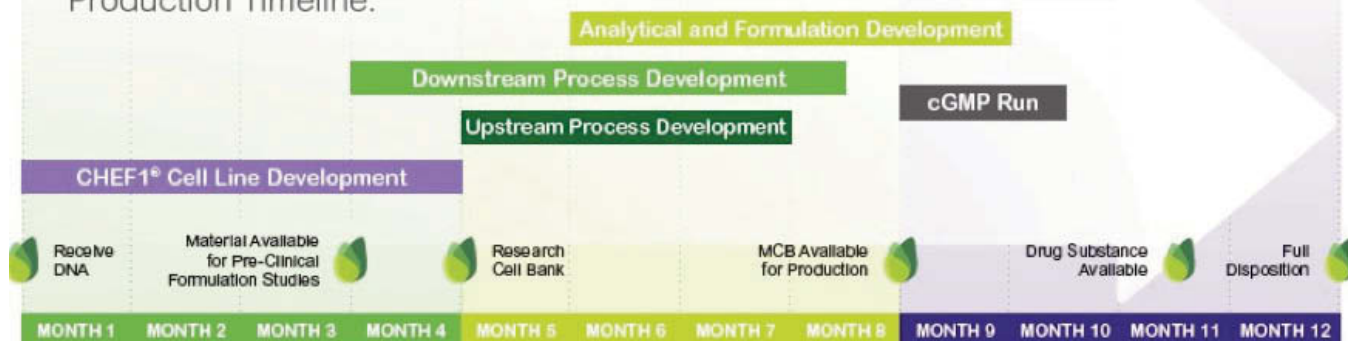 Production Timeline:
Analytical and Formulation Development
Downstream Process Development
cGMP Run
Upstream Process Development
CHEF1® Cell Line Development
Receive
DNA
Material Available
for Pre-Clinical
Formulation Studies
Research
Cell Bank
MCB Available
for Production
Drug Substance
Available
Full
Disposition
MONTH 1 MONTH 2 MONTH 3 MONTH 4 MONTH 5 MONTH 6 MONTH 7 MONTH 8 MONTH 9 MONTH 10 MONTH 11 MONTH 12